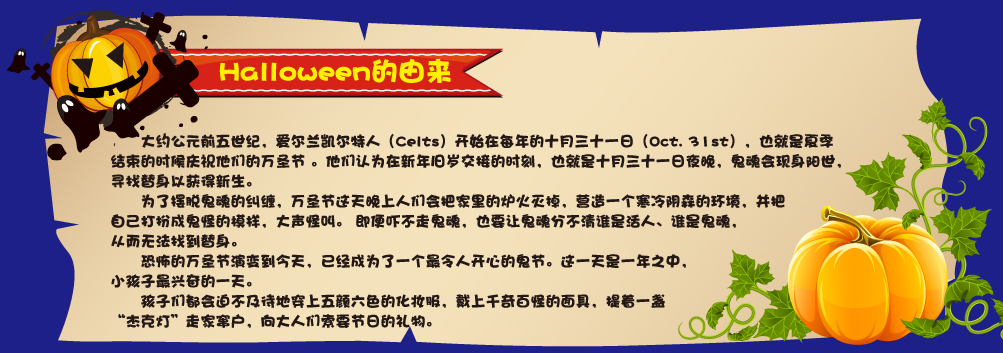 Halloween的由来
大约公元前五世纪，爱尔兰凯尔特人（Celts）开始在每年的十月三十一日（Oct. 31st），也就是夏季
结束的时候庆祝他们的万圣节。他们认为在新年旧岁交接的时刻，也就是十月三十一日夜晚，鬼魂会现身阳世，
寻找替身以获得新生。
为了摆脱鬼魂的纠缠，万圣节这天晚上人们会把家里的炉火灭掉，营造一个寒冷阴森的环境，并把
自己打扮成鬼怪的模样，大声怪叫。 即便吓不走鬼魂，也要让鬼魂分不清谁是活人、谁是鬼魂，
从而无法找到替身。
恐怖的万圣节演变到今天，已经成为了一个最令人开心的鬼节。这一天是一年之中，
小孩子最兴奋的一天。
孩子们都会迫不及待地穿上五颜六色的化妆服，戴上千奇百怪的面具，提着一盏
“杰克灯”走家窜户，向大人们索要节日的礼物。